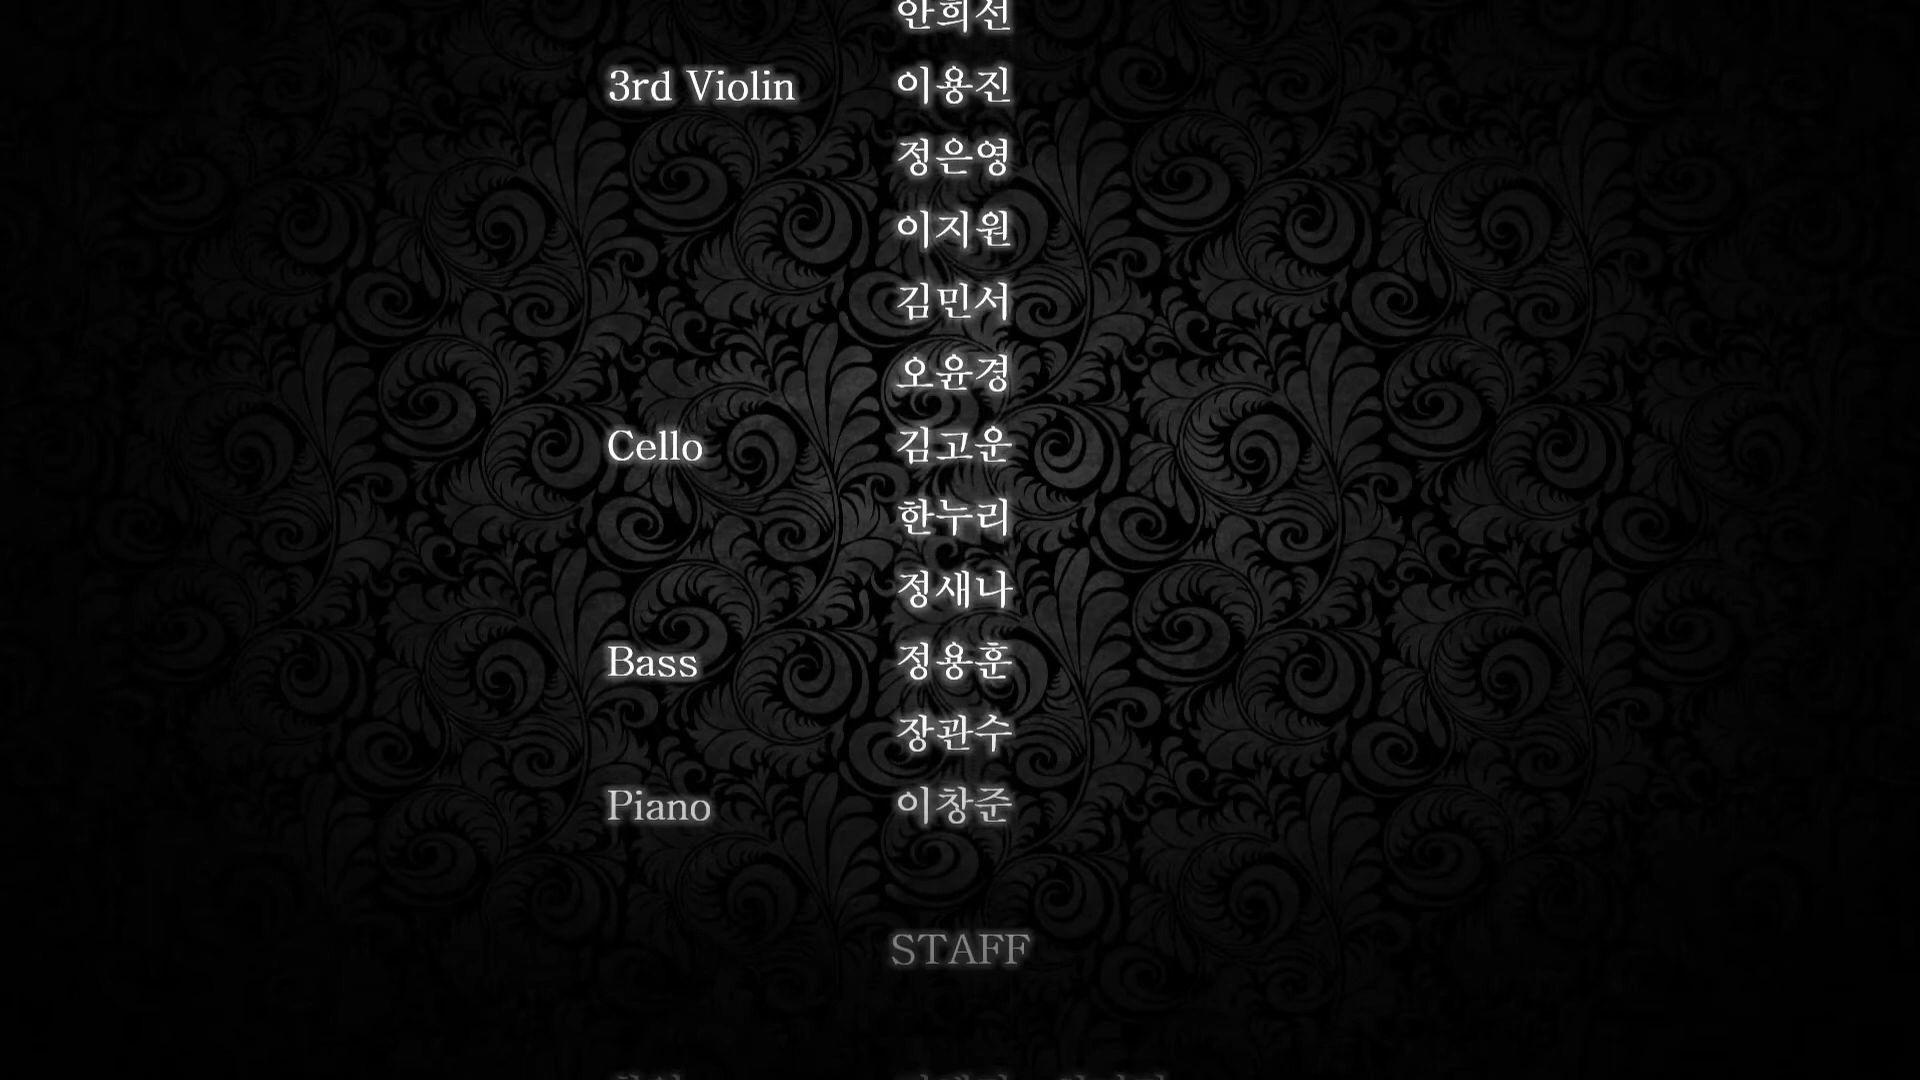 안희선
3rd Violin 이용진
정은영
이지원
김민서
오윤경
Cello 김고운
한누리
정새나
Bass 정용훈
장관수
Piano 이창준
STAFF